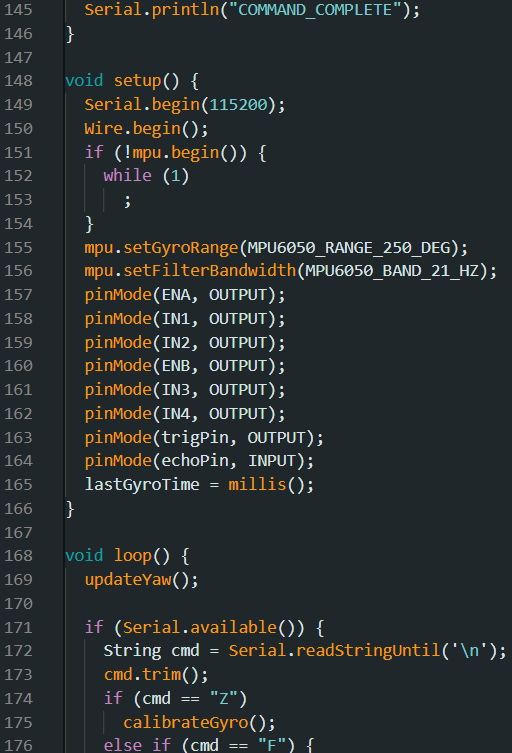 145 Serial.println("COMMAND_COMPLETE");
146 }
147
148 void setup() {
149 Serial.begin(115200);
150 Wire.begin();
151 if (!mpu.begin()) {
152 while (1)
153 ;
154 }
155 mpu.setGyroRange(MPU6050_RANGE_250_DEG);
156 mpu.setFilterBandwidth(MPU6050_BAND_21_HZ);
157 pinMode(ENA, OUTPUT);
158 pinMode(IN1, OUTPUT);
159 pinMode(IN2, OUTPUT);
160 pinMode(ENB, OUTPUT);
161 pinMode(IN3, OUTPUT);
162 pinMode(IN4, OUTPUT);
163 pinMode(trigPin, OUTPUT);
164 pinMode(echoPin, INPUT);
165 lastGyroTime = millis();
166 }
167
168 void loop() {
169 updateYaw();
170
171 if (Serial.available()) {
172 String cmd = Serial.readStringUntil('\n');
173 cmd.trim();
174 if (cmd == "Z")
175 calibrateGyro();
176 else if (cmd == "F") {